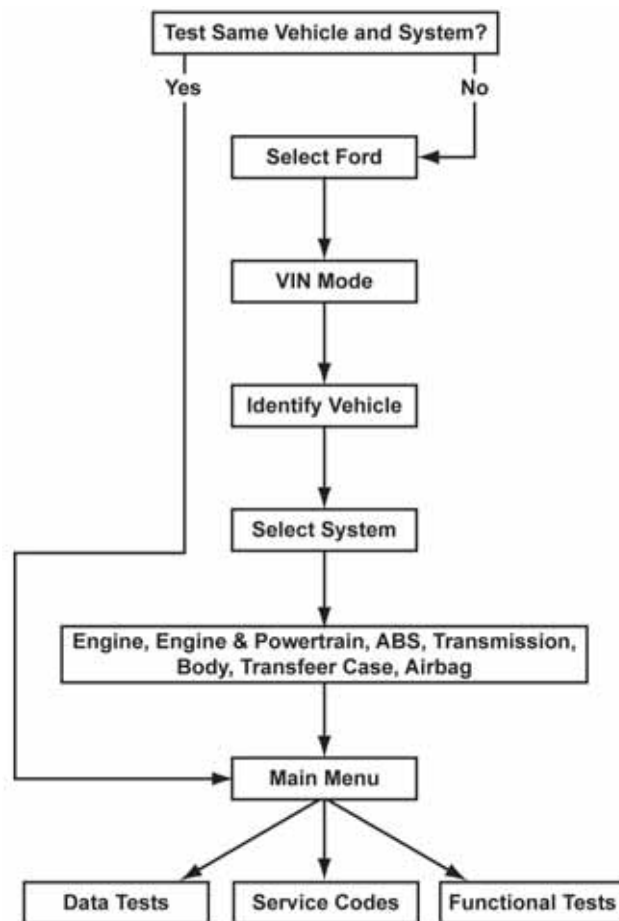 Test Same Vehicle and System?
Yes
No
Select Ford
VIN Mode
Identify Vehicle
Select System
Engine, Engine & Powertrain, ABS, Transmission,
Body, Transfeer Case, Airbag
Main Menu
Data Tests
Service Codes
Functional Tests